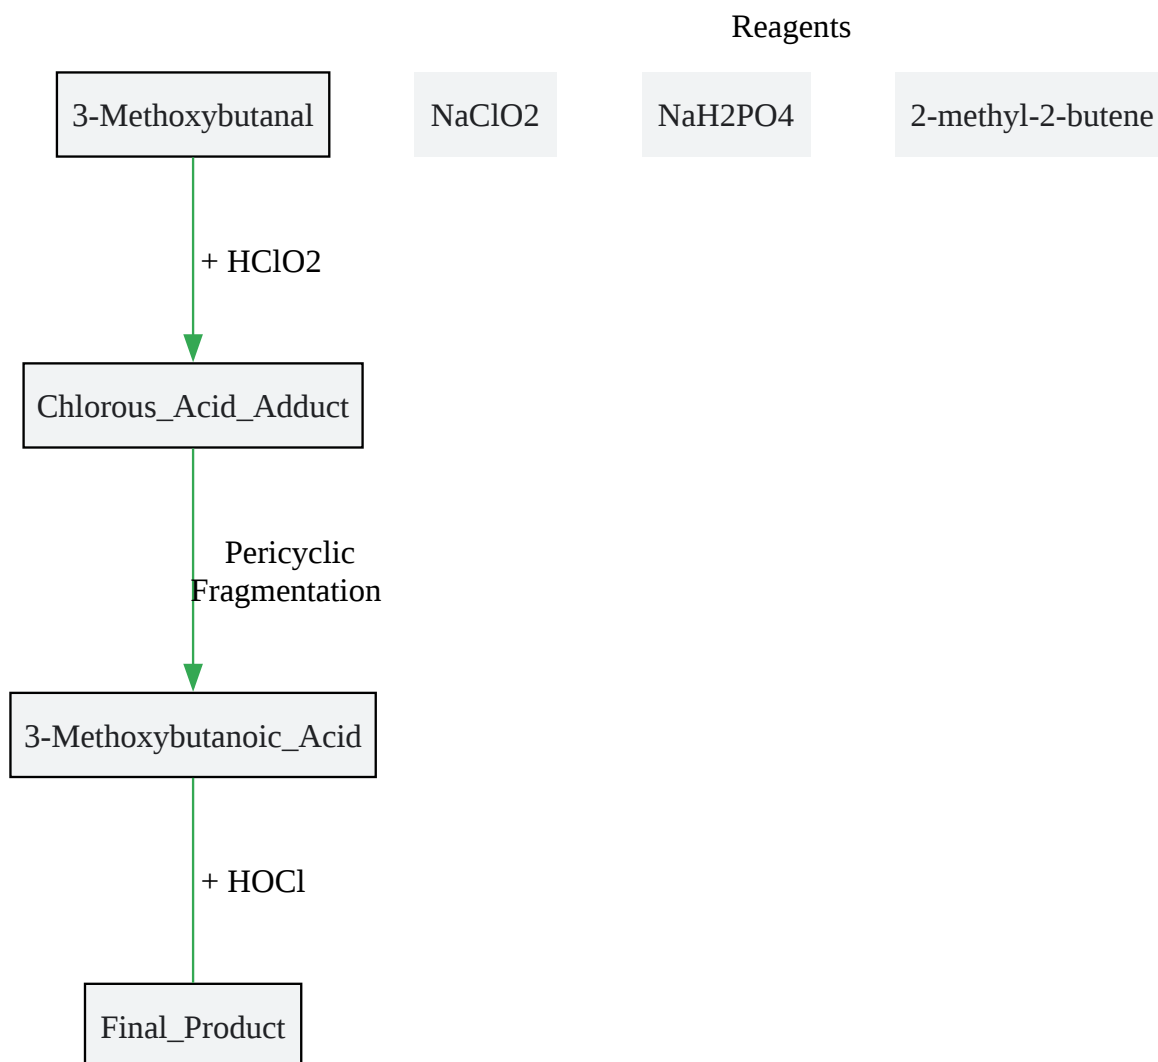 Reagents
3-Methoxybutanal
NaClO2
NaH2PO4
2-methyl-2-butene
+ HClO2
Chlorous_Acid_Adduct
Pericyclic
Fragmentation
3-Methoxybutanoic_Acid
+ HOCl
Final_Product